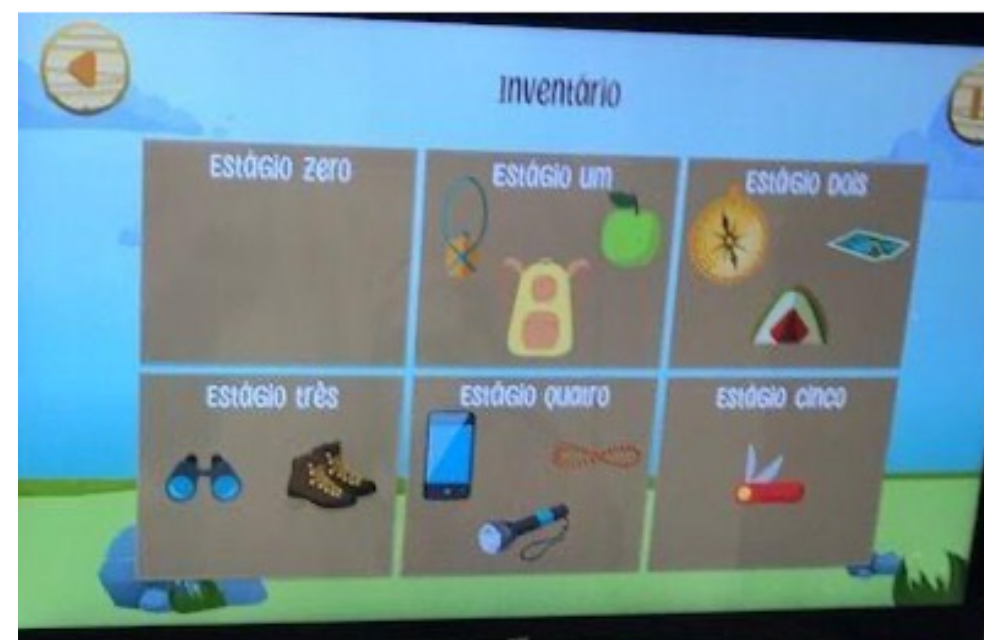 Inventário
Estágio zero
Estágio um
Estágio dois
Estágio três
Estágio quatro
Estágio cinco